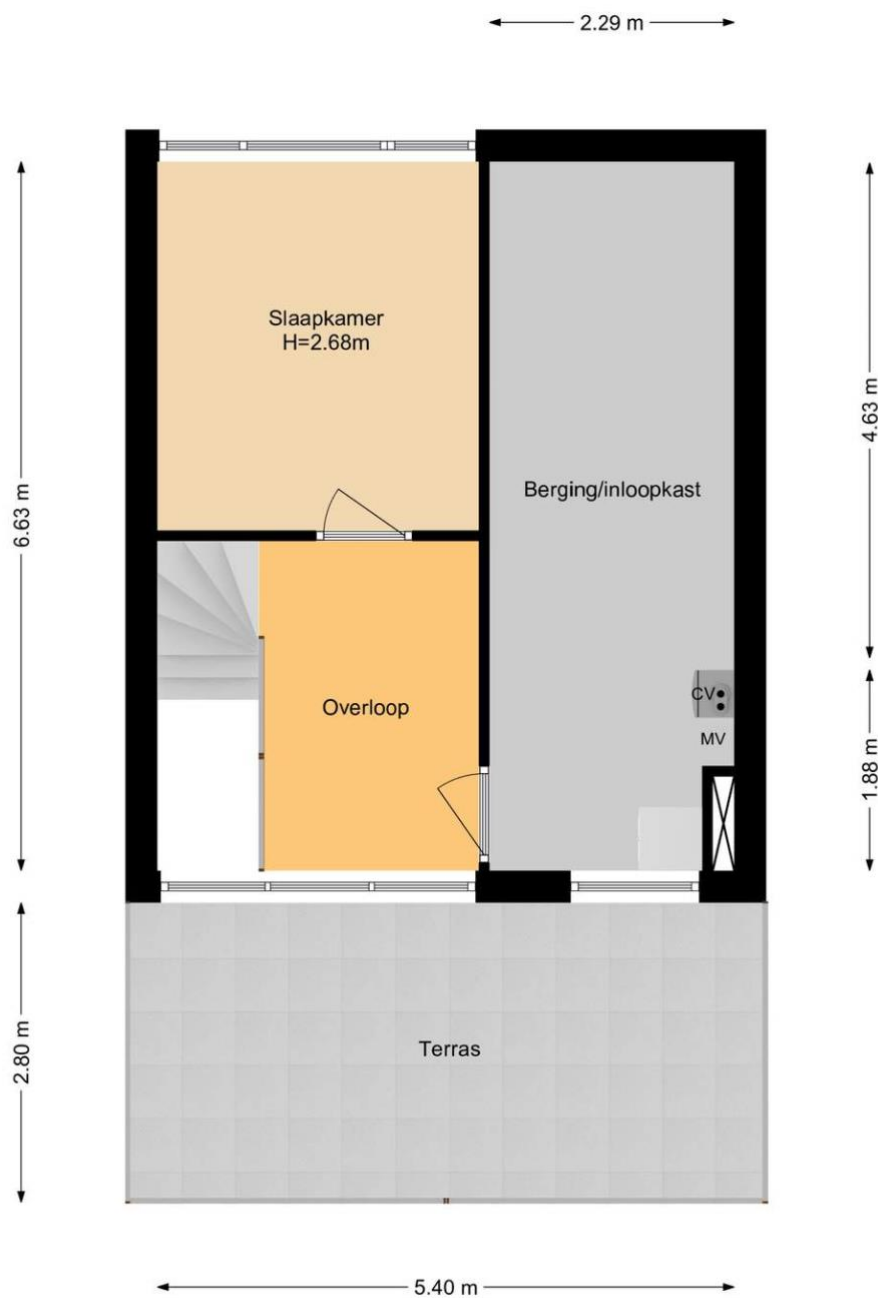 2.29 m
Slaapkamer
H=2.68m
4.63 m
6.63 m
Berging/inloopkast
CV
Overloop
MV
1.88 m
Terras
2.80 m
5.40 m